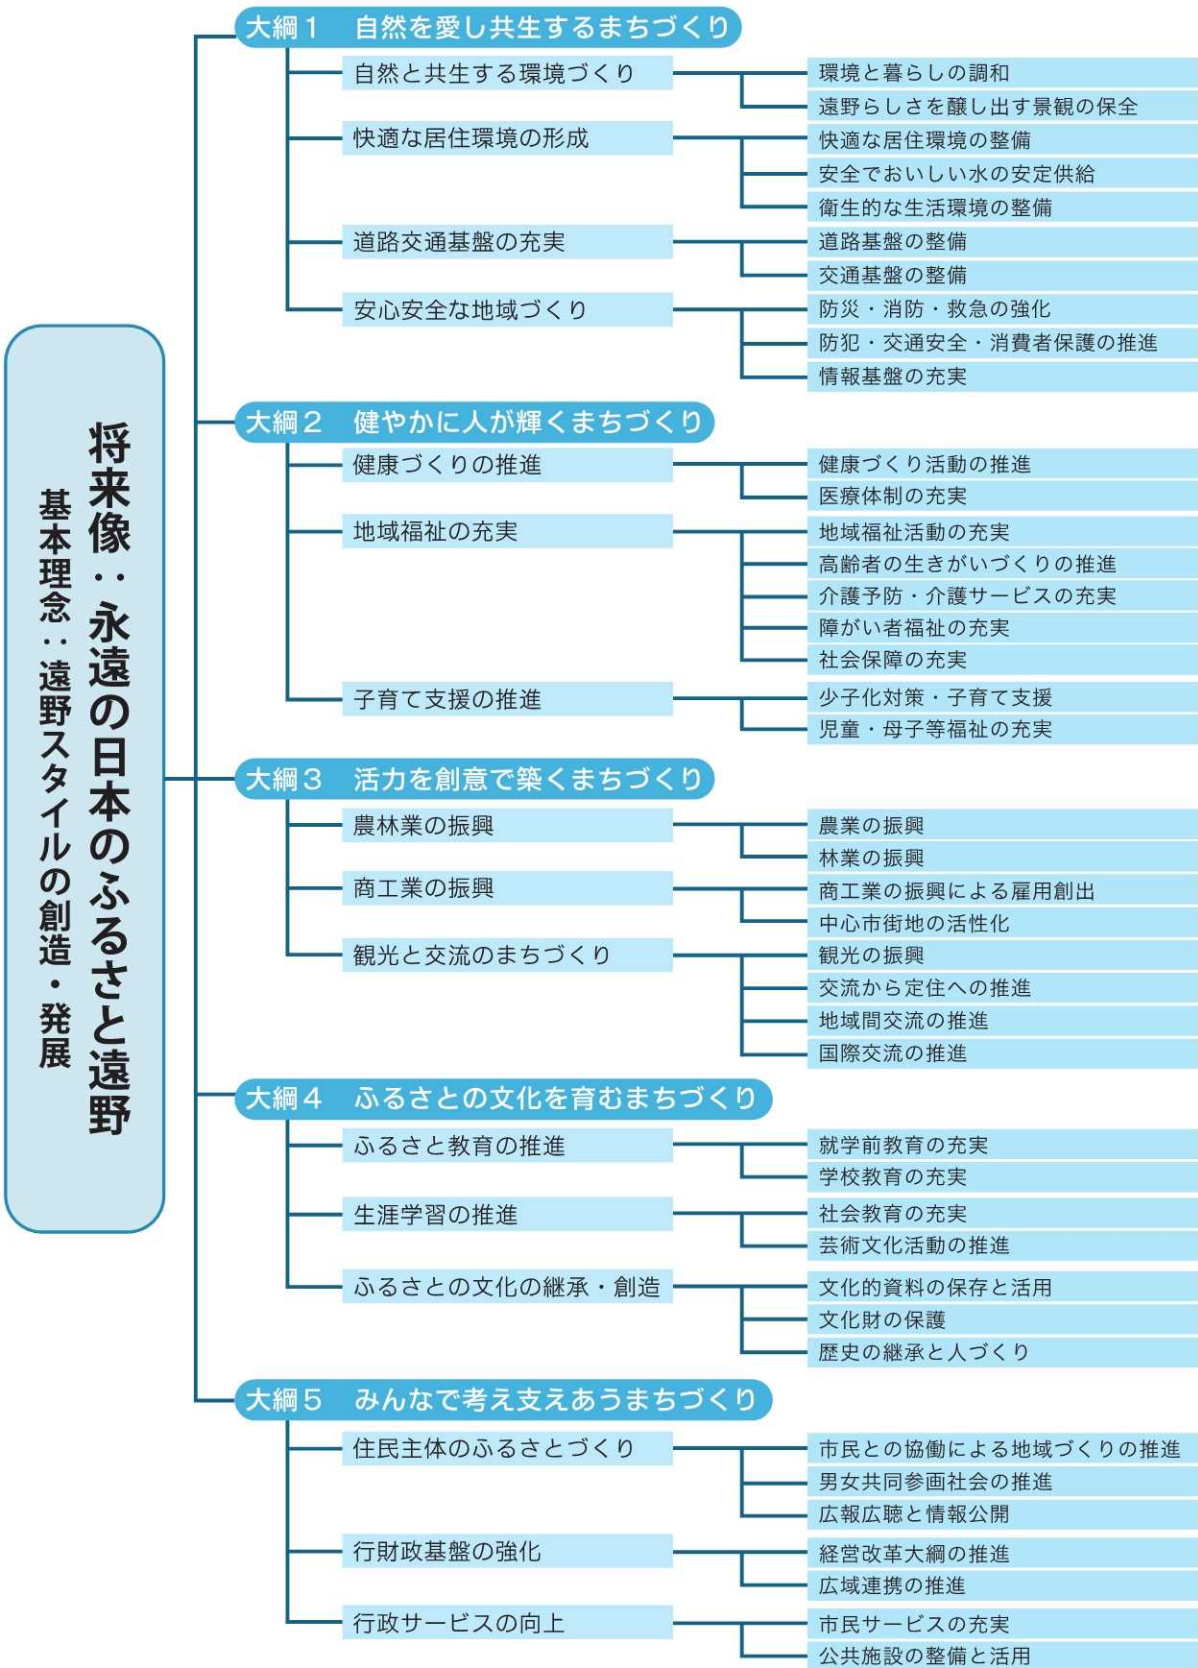 将来像：永遠の日本のふるさと遠野
基本理念：遠野スタイルの創造・発展
大綱1　自然を愛し共生するまちづくり
自然と共生する環境づくり
環境と暮らしの調和
遠野らしさを醸し出す景観の保全
快適な居住環境の形成
快適な居住環境の整備
安全でおいしい水の安定供給
衛生的な生活環境の整備
道路交通基盤の充実
道路基盤の整備
交通基盤の整備
安心安全な地域づくり
防災・消防・救急の強化
防犯・交通安全・消費者保護の推進
情報基盤の充実
大綱2　健やかに人が輝くまちづくり
健康づくりの推進
健康づくり活動の推進
医療体制の充実
地域福祉の充実
地域福祉活動の充実
高齢者の生きがいづくりの推進
介護予防・介護サービスの充実
障がい者福祉の充実
社会保障の充実
子育て支援の推進
少子化対策・子育て支援
児童・母子等福祉の充実
大綱3　活力を創意で築くまちづくり
農林業の振興
農業の振興
林業の振興
商工業の振興
商工業の振興による雇用創出
中心市街地の活性化
観光と交流のまちづくり
観光の振興
交流から定住への推進
地域間交流の推進
国際交流の推進
大綱4　ふるさとの文化を育むまちづくり
ふるさと教育の推進
就学前教育の充実
学校教育の充実
生涯学習の推進
社会教育の充実
芸術文化活動の推進
ふるさとの文化の継承・創造
文化的資料の保存と活用
文化財の保護
歴史の継承と人づくり
大綱5　みんなで考え支えあうまちづくり
住民主体のふるさとづくり
市民との協働による地域づくりの推進
男女共同参画社会の推進
広報広聴と情報公開
行財政基盤の強化
経営改革大綱の推進
広域連携の推進
行政サービスの向上
市民サービスの充実
公共施設の整備と活用